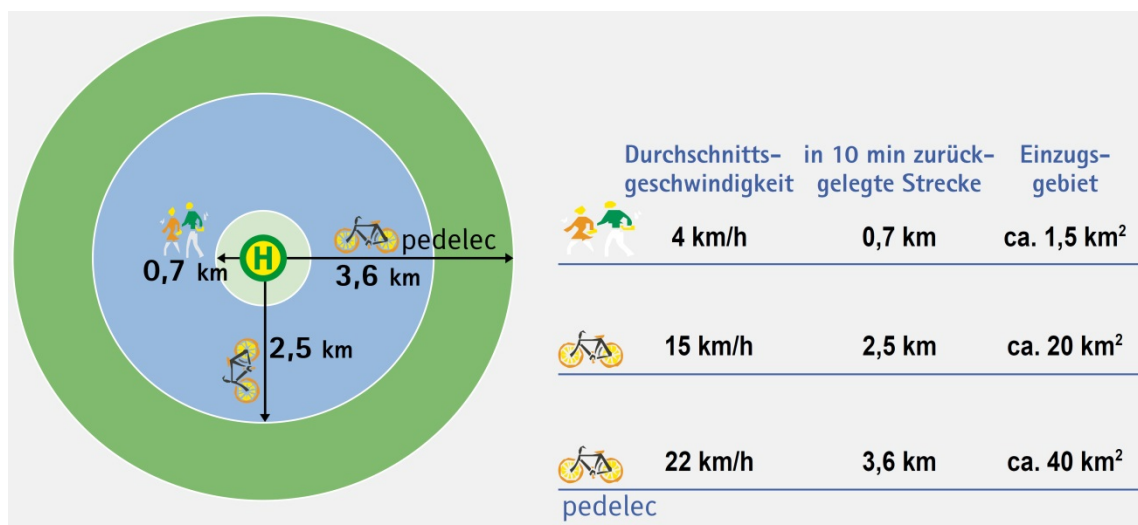 H
pedelec
0,7 km
3,6 km
2,5 km
Durchschnitts-
geschwindigkeit
in 10 min zurück-
gelegte Strecke
Einzugs-
gebiet
4 km/h 0,7 km ca. 1,5 km²
15 km/h 2,5 km ca. 20 km²
22 km/h 3,6 km ca. 40 km²
pedelec